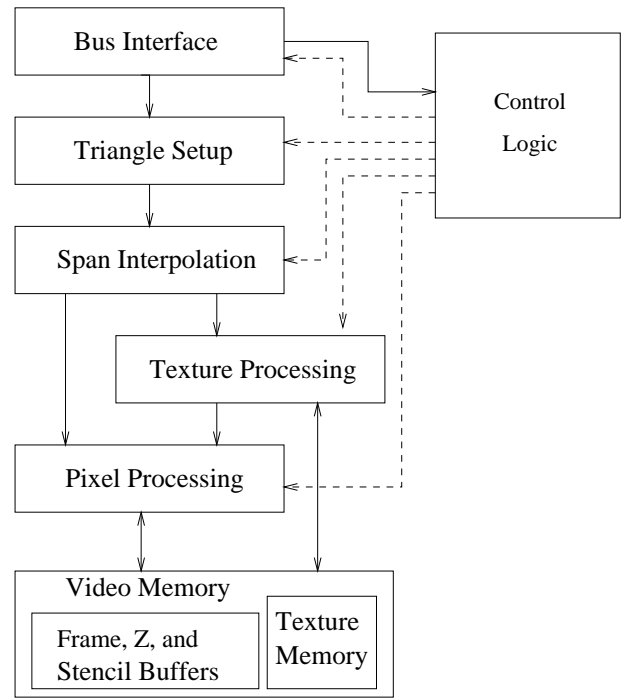 Bus Interface
Control
Logic
Triangle Setup
Span Interpolation
Texture Processing
Pixel Processing
Video Memory
Frame, Z, and
Stencil Buffers
Texture
Memory